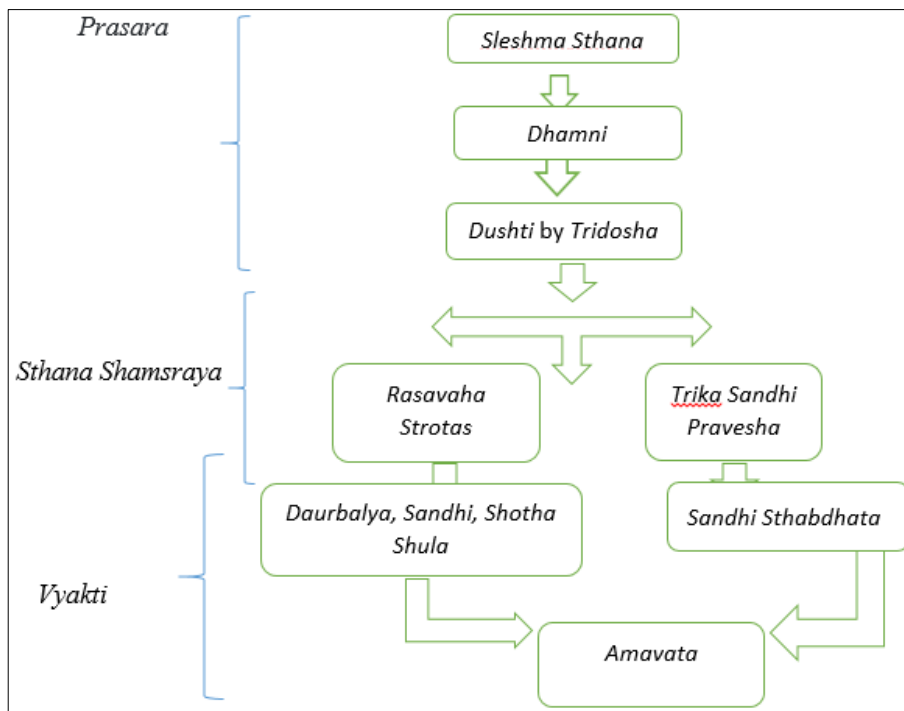 Prasara
Sleshma Sthana
Dhamni
Dushti by Tridosha
Sthana Shamsraya
Rasavaha
Strotas
Trika Sandhi
Pravesha
Daurbalya, Sandhi, Shotha
Shula
Sandhi Sthabdhata
Vyakti
Amavata